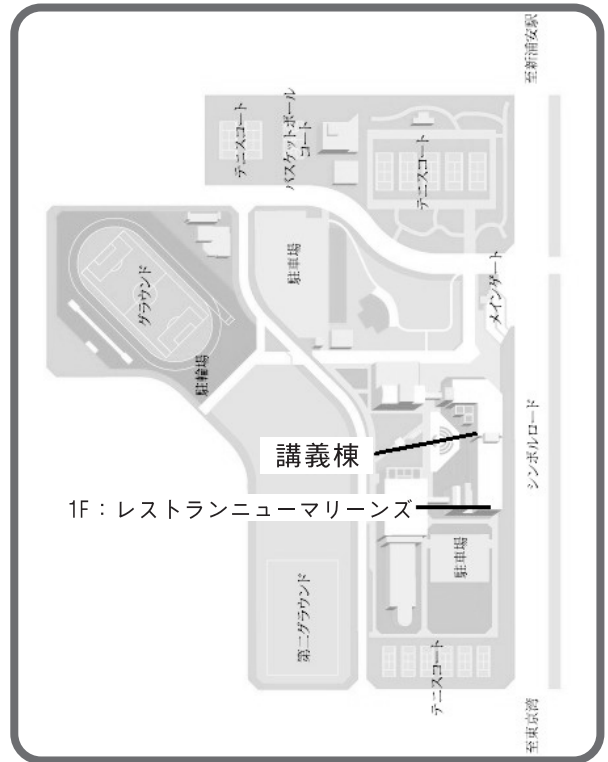 至新浦安駅
テニスコート
バスケットボール
コート
テニスコート
グラウンド
駐車場
メインゲート
駐輪場
講義棟
シンボルロード
1F：レストランニューマリーンズ
駐車場
第二グラウンド
テニスコート
至東京湾